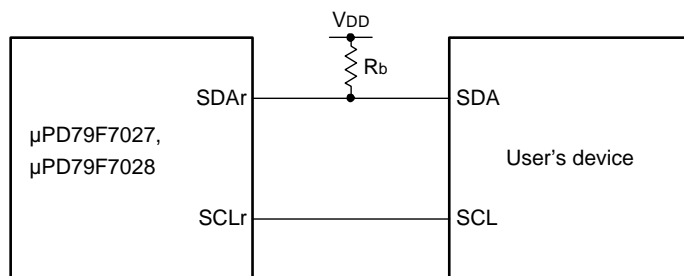 VDD
Rb
SDAr
SDA
µPD79F7027,
µPD79F7028
User's device
SCLr
SCL